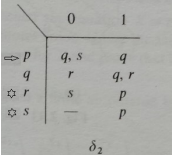 0 1
⇨ p q, s q
q r q, r
☆ r s p
☆ s — p
δ₂